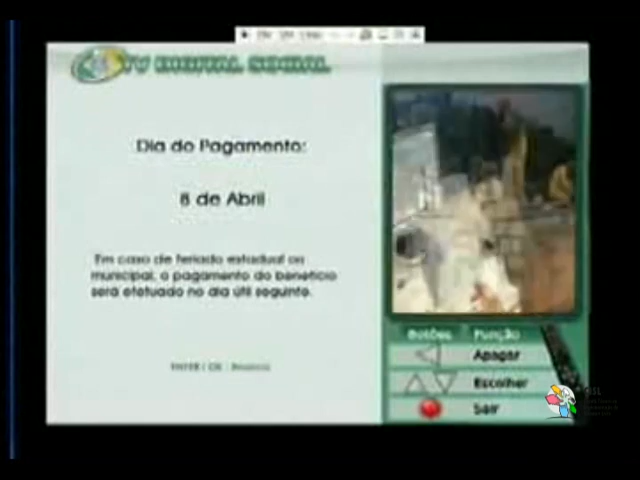 TV DIGITAL SOCIAL
Dia do Pagamento:
8 de Abril
Em caso de feriado estadual ou
municipal, o pagamento do benefício
será efetuado no dia útil seguinte.
Botões Função
Apagar
Escolher
Sair